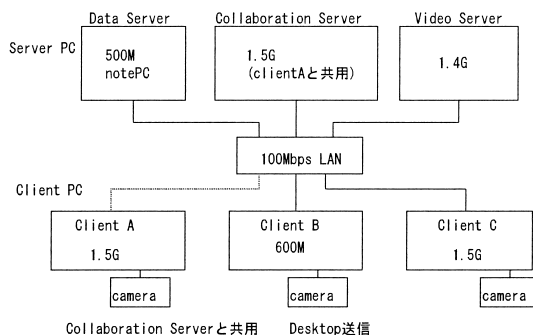 Data Server
Collaboration Server
Video Server
Server PC
500M
notePC
1.5G
(clientAと共用)
1.4G
100Mbps LAN
Client PC
Client A
1.5G
Client B
600M
Client C
1.5G
camera
camera
camera
Collaboration Serverと共用
Desktop送信